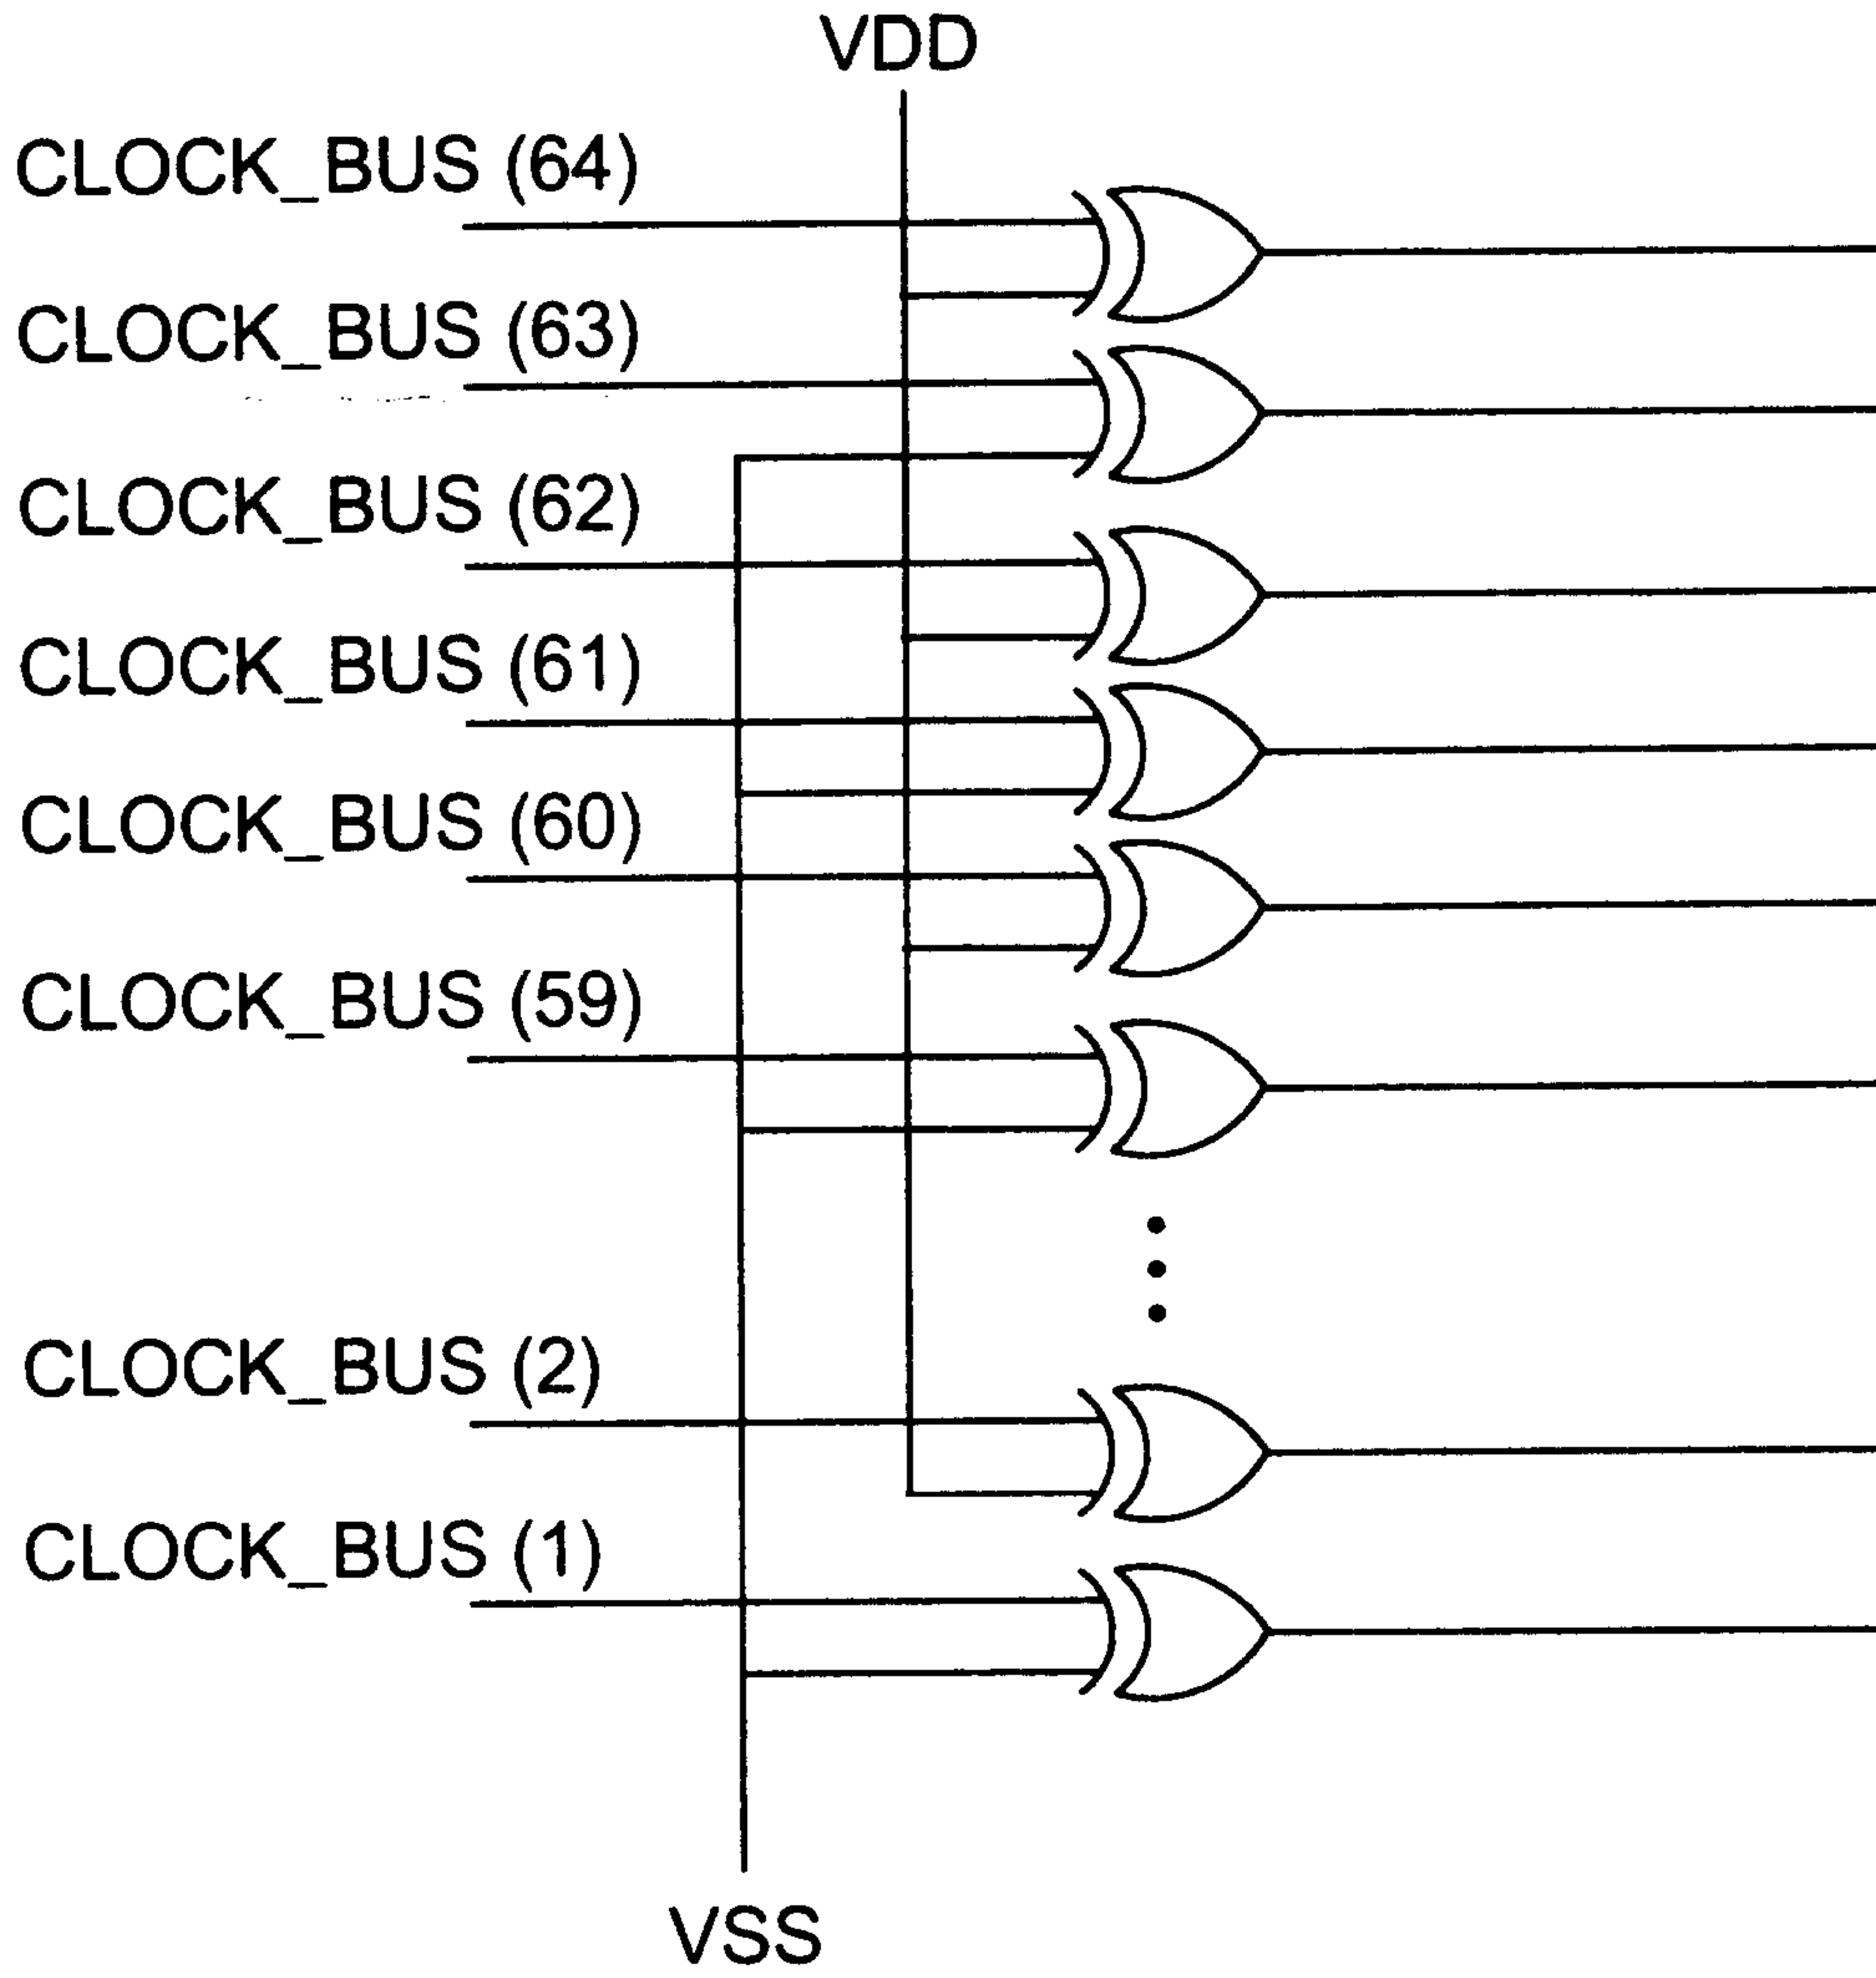 VDD
CLOCK_BUS (64)
CLOCK_BUS (63)
CLOCK_BUS (62)
CLOCK_BUS (61)
CLOCK_BUS (60)
CLOCK_BUS (59)
CLOCK_BUS (2)
CLOCK_BUS (1)
VSS